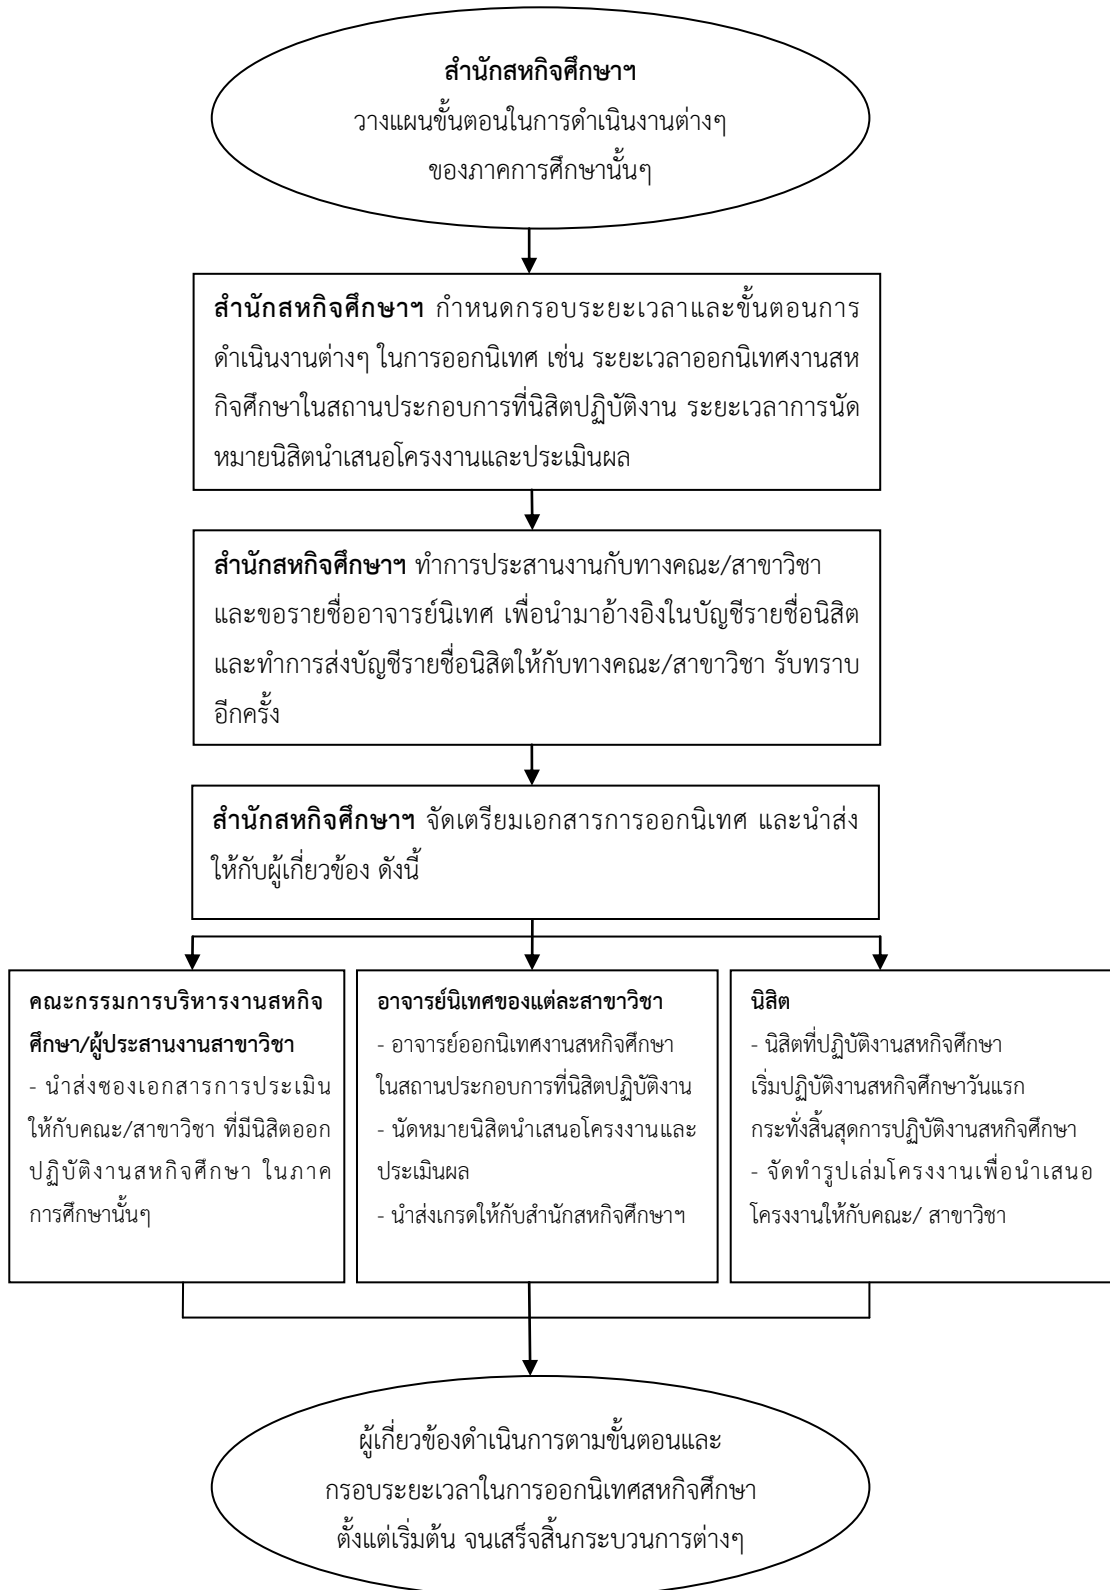 สำนักสหกิจศึกษาฯ
วางแผนขั้นตอนในการดำเนินงานต่างๆ
ของภาคการศึกษานั้นๆ
สำนักสหกิจศึกษาฯ กำหนดกรอบระยะเวลาและขั้นตอนการ
ดำเนินงานต่างๆ ในการออกนิเทศ เช่น ระยะเวลาออกนิเทศงานสห
กิจศึกษาในสถานประกอบการที่นิสิตปฏิบัติงาน ระยะเวลาการนัด
หมายนิสิตนำเสนอโครงงานและประเมินผล
สำนักสหกิจศึกษาฯ ทำการประสานงานกับทางคณะ/สาขาวิชา
และขอรายชื่ออาจารย์นิเทศ เพื่อนำมาอ้างอิงในบัญชีรายชื่อนิสิต
และทำการส่งบัญชีรายชื่อนิสิตให้กับทางคณะ/สาขาวิชา รับทราบ
อีกครั้ง
สำนักสหกิจศึกษาฯ จัดเตรียมเอกสารการออกนิเทศ และนำส่ง
ให้กับผู้เกี่ยวข้อง ดังนี้
คณะกรรมการบริหารงานสหกิจ
ศึกษา/ผู้ประสานงานสาขาวิชา
- นำส่งซองเอกสารการประเมิน
ให้กับคณะ/สาขาวิชา ที่มีนิสิตออก
ปฏิบัติงานสหกิจศึกษา ในภาค
การศึกษานั้นๆ
อาจารย์นิเทศของแต่ละสาขาวิชา
- อาจารย์ออกนิเทศงานสหกิจศึกษา
ในสถานประกอบการที่นิสิตปฏิบัติงาน
- นัดหมายนิสิตนำเสนอโครงงานและ
ประเมินผล
- นำส่งเกรดให้กับสำนักสหกิจศึกษาฯ
นิสิต
- นิสิตที่ปฏิบัติงานสหกิจศึกษา
เริ่มปฏิบัติงานสหกิจศึกษาวันแรก
กระทั่งสิ้นสุดการปฏิบัติงานสหกิจศึกษา
- จัดทำรูปเล่มโครงงานเพื่อนำเสนอ
โครงงานให้กับคณะ/ สาขาวิชา
ผู้เกี่ยวข้องดำเนินการตามขั้นตอนและ
กรอบระยะเวลาในการออกนิเทศสหกิจศึกษา
ตั้งแต่เริ่มต้น จนเสร็จสิ้นกระบวนการต่างๆ